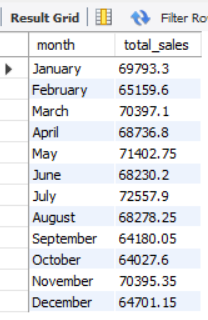 Result Grid Filter Ro
month total_sales
January 69793.3
February 65159.6
March 70397.1
April 68736.8
May 71402.75
June 68230.2
July 72557.9
August 68278.25
September 64180.05
October 64027.6
November 70395.35
December 64701.15